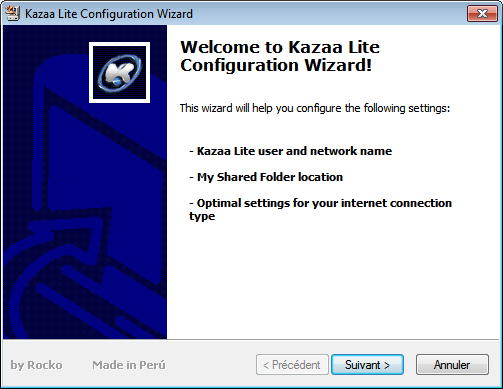 Kazaa Lite Configuration Wizard
Welcome to Kazaa Lite
Configuration Wizard!
This wizard will help you configure the following settings:
- Kazaa Lite user and network name
- My Shared Folder location
- Optimal settings for your internet connection
type
by Rocko Made in Perú
< Précédent Suivant > Annuler